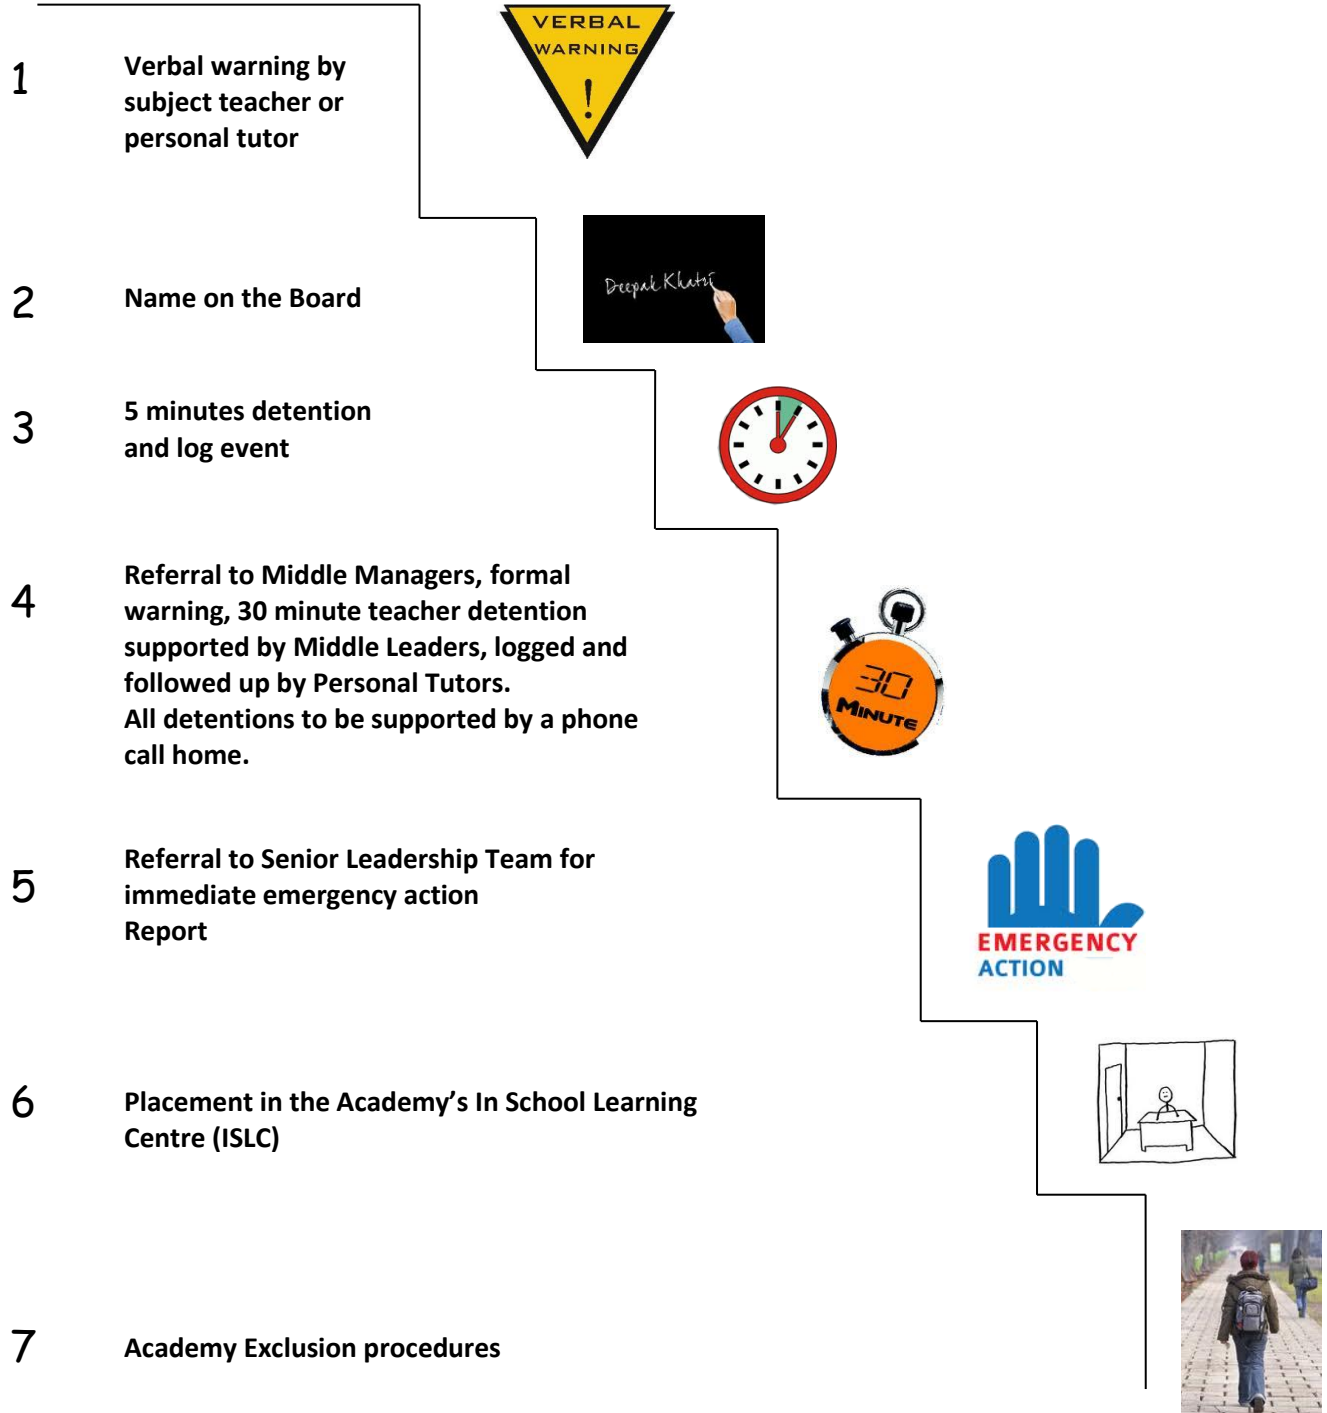 VERBAL
WARNING
!
1
Verbal warning by
subject teacher or
personal tutor
2
Name on the Board
Deepak Khatri
3
5 minutes detention
and log event
4
Referral to Middle Managers, formal
warning, 30 minute teacher detention
supported by Middle Leaders, logged and
followed up by Personal Tutors.
All detentions to be supported by a phone
call home.
30
MINUTE
5
Referral to Senior Leadership Team for
immediate emergency action
Report
EMERGENCY
ACTION
6
Placement in the Academy’s In School Learning
Centre (ISLC)
7
Academy Exclusion procedures